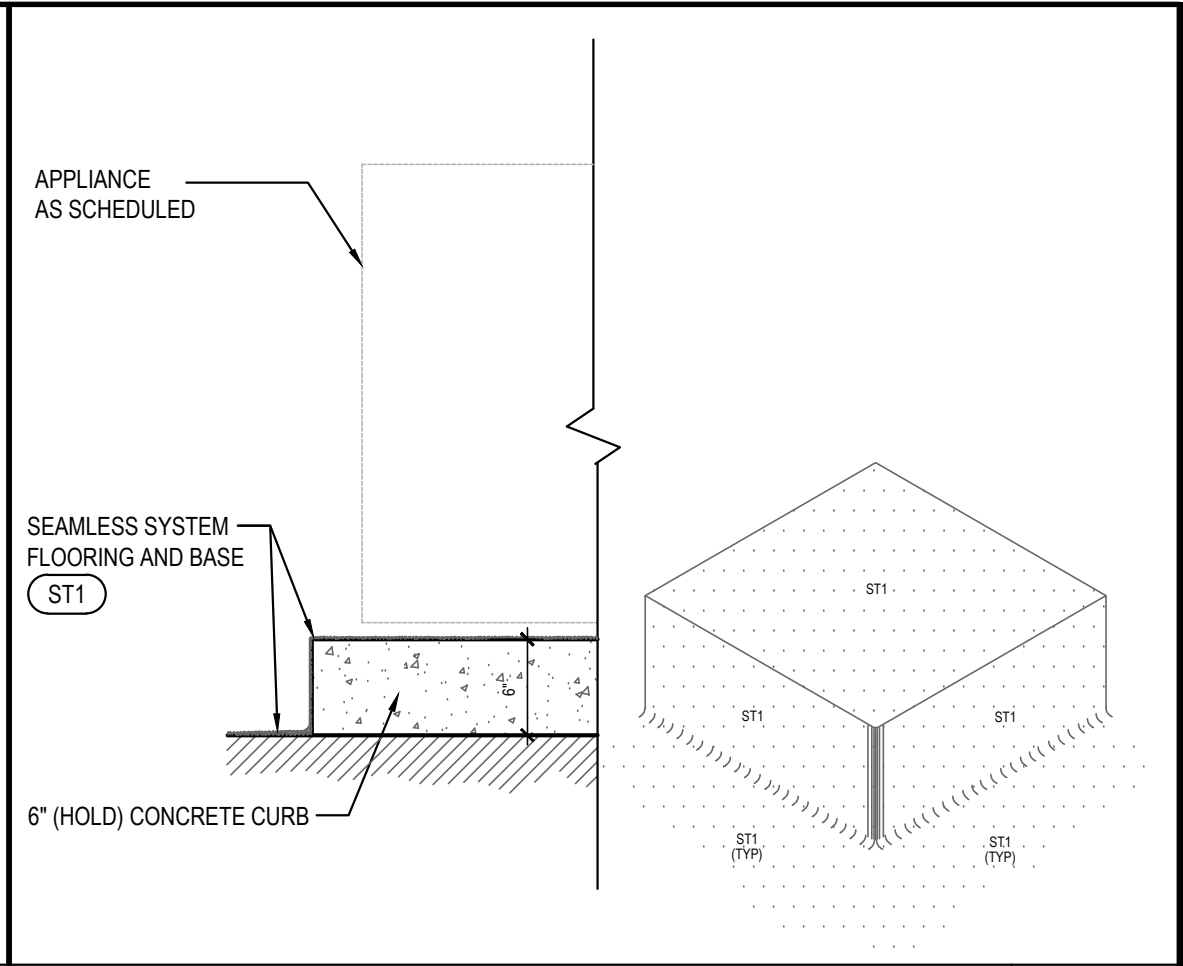 APPLIANCE
AS SCHEDULED
SEAMLESS SYSTEM
FLOORING AND BASE
ST1
6"
6" (HOLD) CONCRETE CURB
ST1
ST1
ST1
ST1
(TYP)
ST1
(TYP)